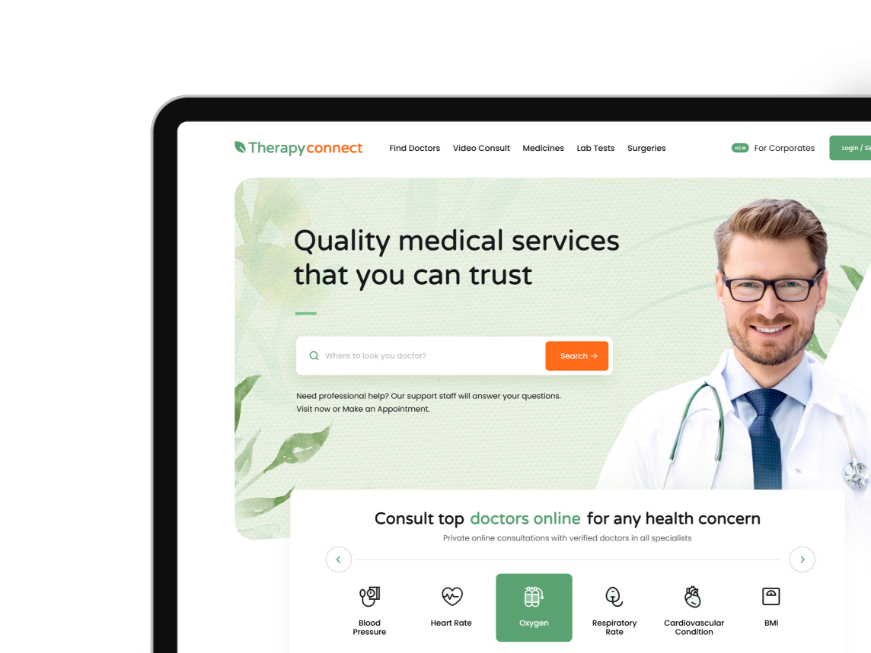 Therapyconnect
Find Doctors Video Consult Medicines Lab Tests Surgeries
NEW For Corporates
Login /
Quality medical services
that you can trust
Where to look you doctor?
Search →
Need professional help? Our support staff will answer your questions.
Visit now or Make an Appointment.
Consult top doctors online for any health concern
Private online consultations with verified doctors in all specialists
Blood
Pressure
Heart Rate
Oxygen
Respiratory
Rate
Cardiovascular
Condition
BMI